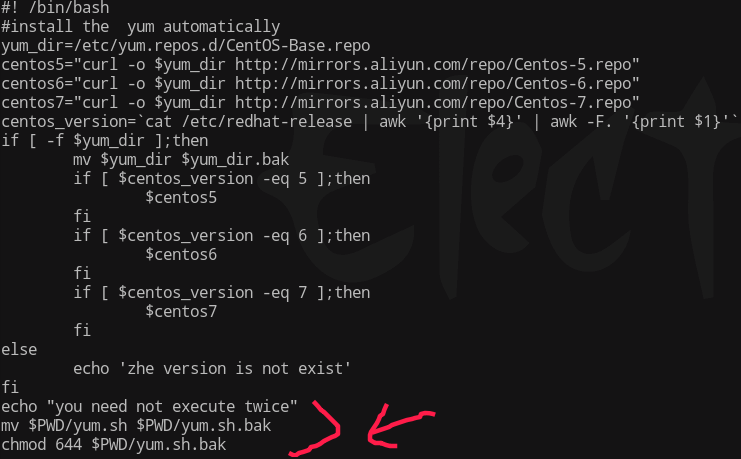 #! /bin/bash
#install the  yum automatically
yum_dir=/etc/yum.repos.d/CentOS-Base.repo
centos5="curl -o $yum_dir http://mirrors.aliyun.com/repo/Centos-5.repo"
centos6="curl -o $yum_dir http://mirrors.aliyun.com/repo/Centos-6.repo"
centos7="curl -o $yum_dir http://mirrors.aliyun.com/repo/Centos-7.repo"
centos_version=`cat /etc/redhat-release | awk '{print $4}' | awk -F. '{print $1}'`
if [ -f $yum_dir ];then
        mv $yum_dir $yum_dir.bak
        if [ $centos_version -eq 5 ];then
                $centos5
        fi
        if [ $centos_version -eq 6 ];then
                $centos6
        fi
        if [ $centos_version -eq 7 ];then
                $centos7
        fi
else
        echo 'zhe version is not exist'
fi
echo "you need not execute twice"
mv $PWD/yum.sh $PWD/yum.sh.bak
chmod 644 $PWD/yum.sh.bak